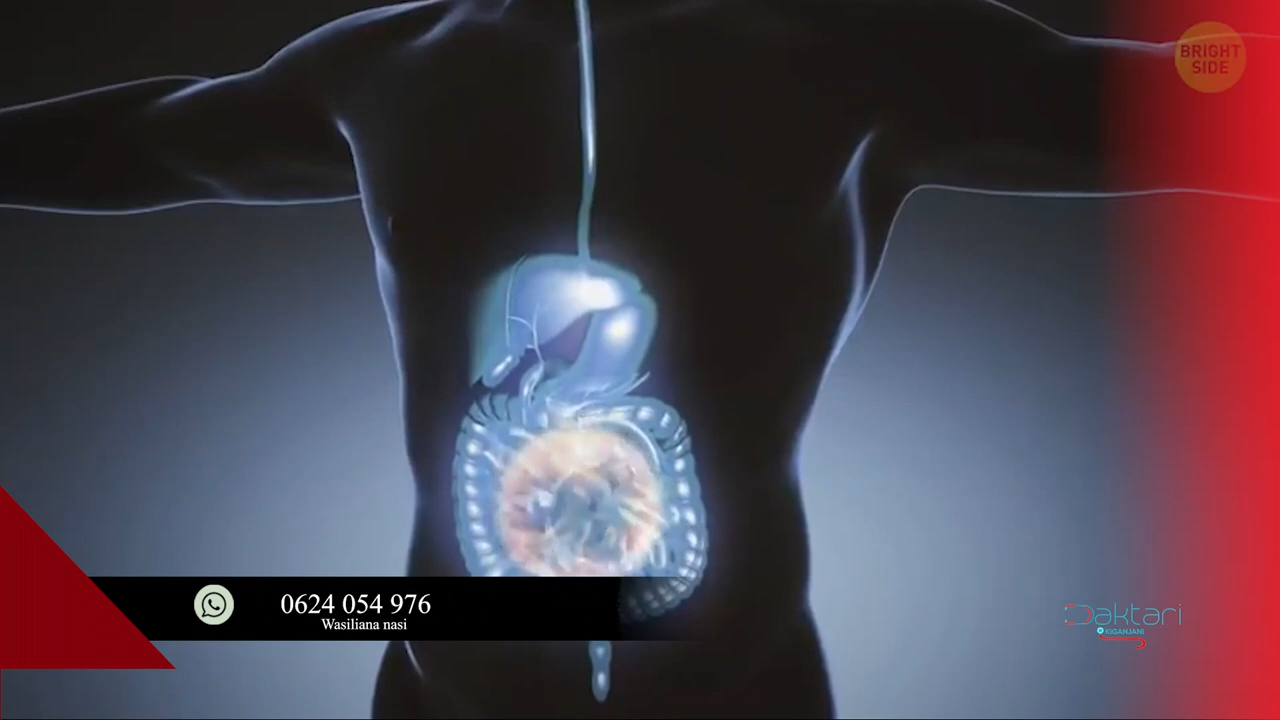 BRIGHT
SIDE
0624 054 976
Wasiliana nasi
Daktari
KIGANJANI